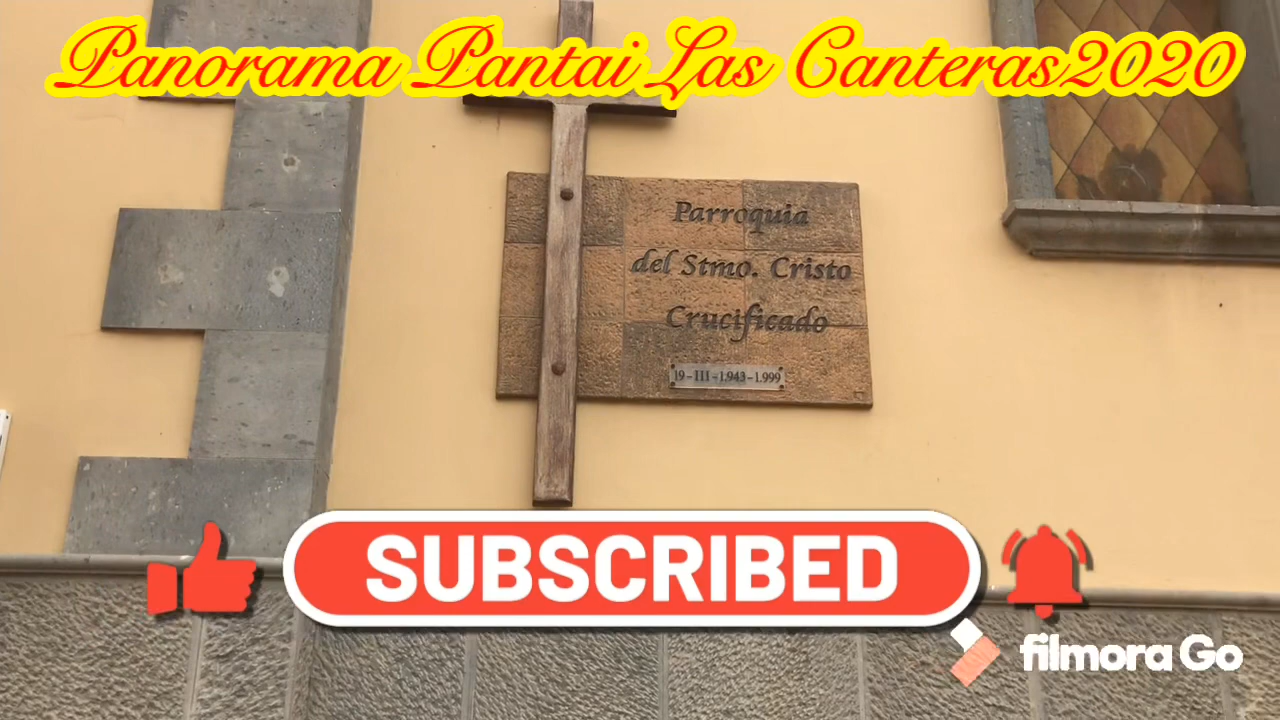 Panorama Pantai Las Canteras2020
Parroquia
del Stmo. Cristo
Crucificado
19-III-1.943-1.999
SUBSCRIBED
filmora Go